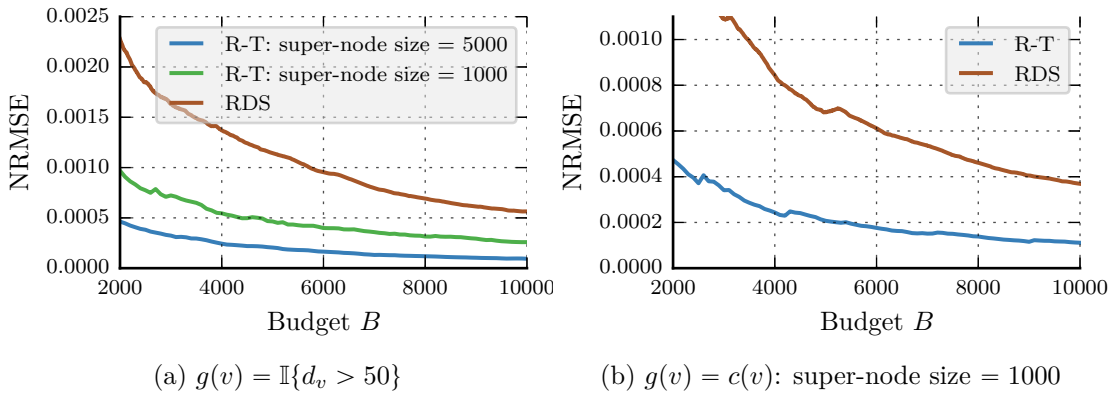 NRMSE
0.0025
0.0020
0.0015
0.0010
0.0005
0.0000
2000 4000 6000 8000 10000
Budget B
R-T: super-node size = 5000
R-T: super-node size = 1000
RDS
(a) g(v) = 𝕀{d_v > 50}
NRMSE
0.0010
0.0008
0.0006
0.0004
0.0002
0.0000
2000 4000 6000 8000 10000
Budget B
R-T
RDS
(b) g(v) = c(v): super-node size = 1000